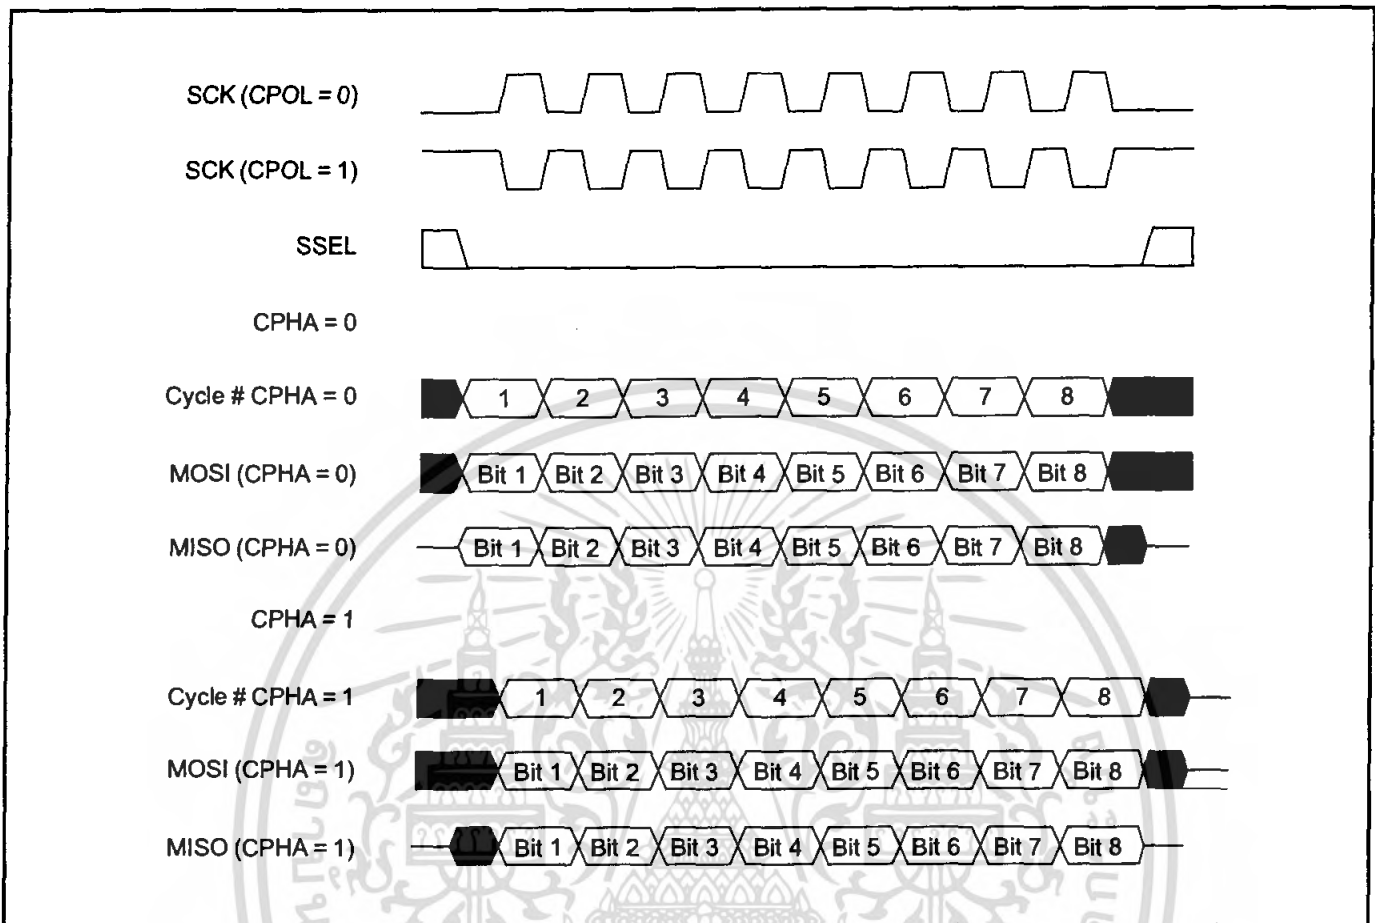 SCK (CPOL = 0)
SCK (CPOL = 1)
SSEL
CPHA = 0
Cycle # CPHA = 0 1 2 3 4 5 6 7 8
MOSI (CPHA = 0) Bit 1 Bit 2 Bit 3 Bit 4 Bit 5 Bit 6 Bit 7 Bit 8
MISO (CPHA = 0) Bit 1 Bit 2 Bit 3 Bit 4 Bit 5 Bit 6 Bit 7 Bit 8
CPHA = 1
Cycle # CPHA = 1 1 2 3 4 5 6 7 8
MOSI (CPHA = 1) Bit 1 Bit 2 Bit 3 Bit 4 Bit 5 Bit 6 Bit 7 Bit 8
MISO (CPHA = 1) Bit 1 Bit 2 Bit 3 Bit 4 Bit 5 Bit 6 Bit 7 Bit 8